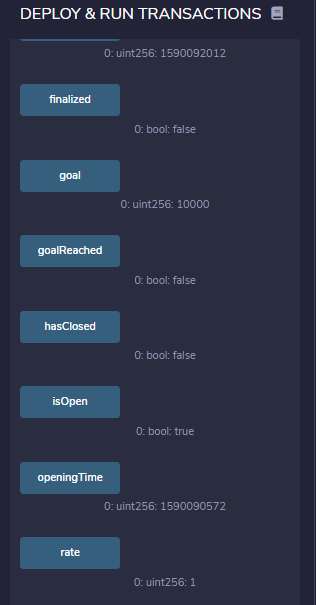 DEPLOY & RUN TRANSACTIONS
0: uint256: 1590092012
finalized
0: bool: false
goal
0: uint256: 10000
goalReached
0: bool: false
hasClosed
0: bool: false
isOpen
0: bool: true
openingTime
0: uint256: 1590090572
rate
0: uint256: 1